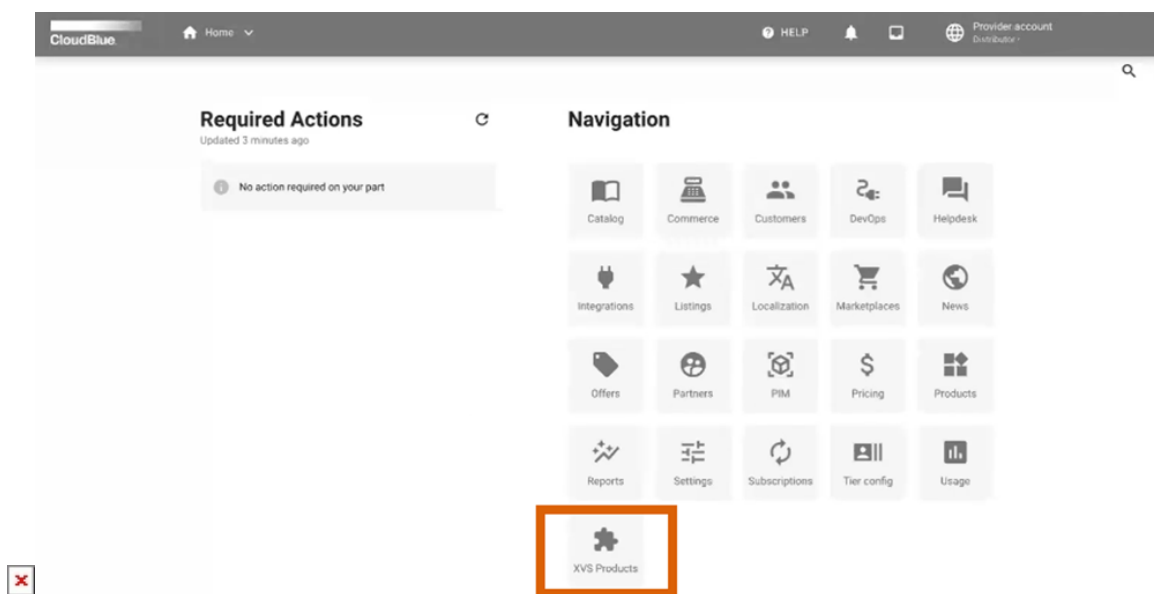 CloudBlue.
Home
HELP
Provider account
Distributor
Required Actions
Updated 3 minutes ago
No action required on your part
Navigation
Catalog
Commerce
Customers
DevOps
Helpdesk
Integrations
Listings
Localization
Marketplaces
News
Offers
Partners
PIM
Pricing
Products
Reports
Settings
Subscriptions
Tier config
Usage
XVS Products